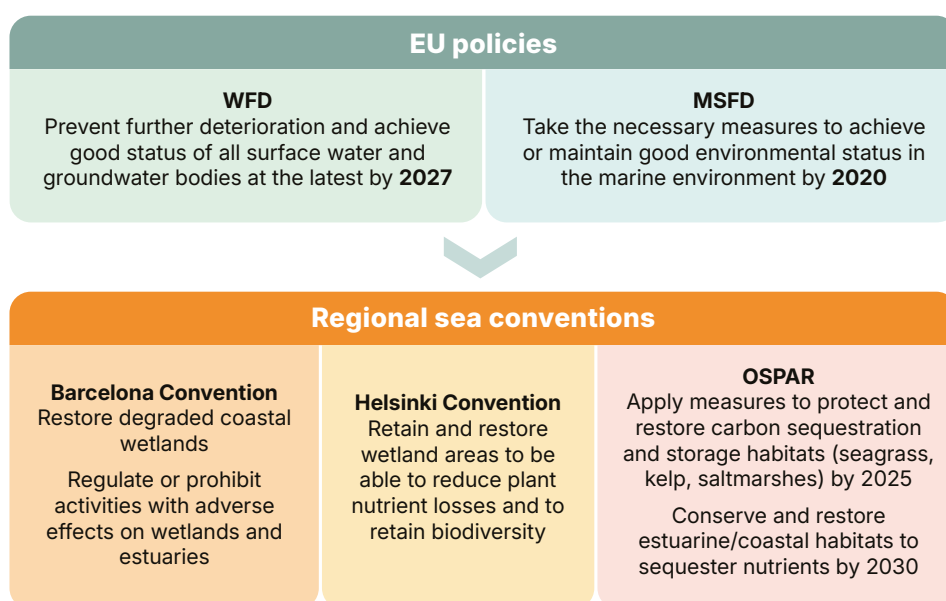 EU policies
WFD
Prevent further deterioration and achieve
good status of all surface water and
groundwater bodies at the latest by 2027
MSFD
Take the necessary measures to achieve
or maintain good environmental status in
the marine environment by 2020
Regional sea conventions
Barcelona Convention
Restore degraded coastal
wetlands
Regulate or prohibit
activities with adverse
effects on wetlands and
estuaries
Helsinki Convention
Retain and restore
wetland areas to be
able to reduce plant
nutrient losses and to
retain biodiversity
OSPAR
Apply measures to protect and
restore carbon sequestration
and storage habitats (seagrass,
kelp, saltmarshes) by 2025
Conserve and restore
estuarine/coastal habitats to
sequester nutrients by 2030